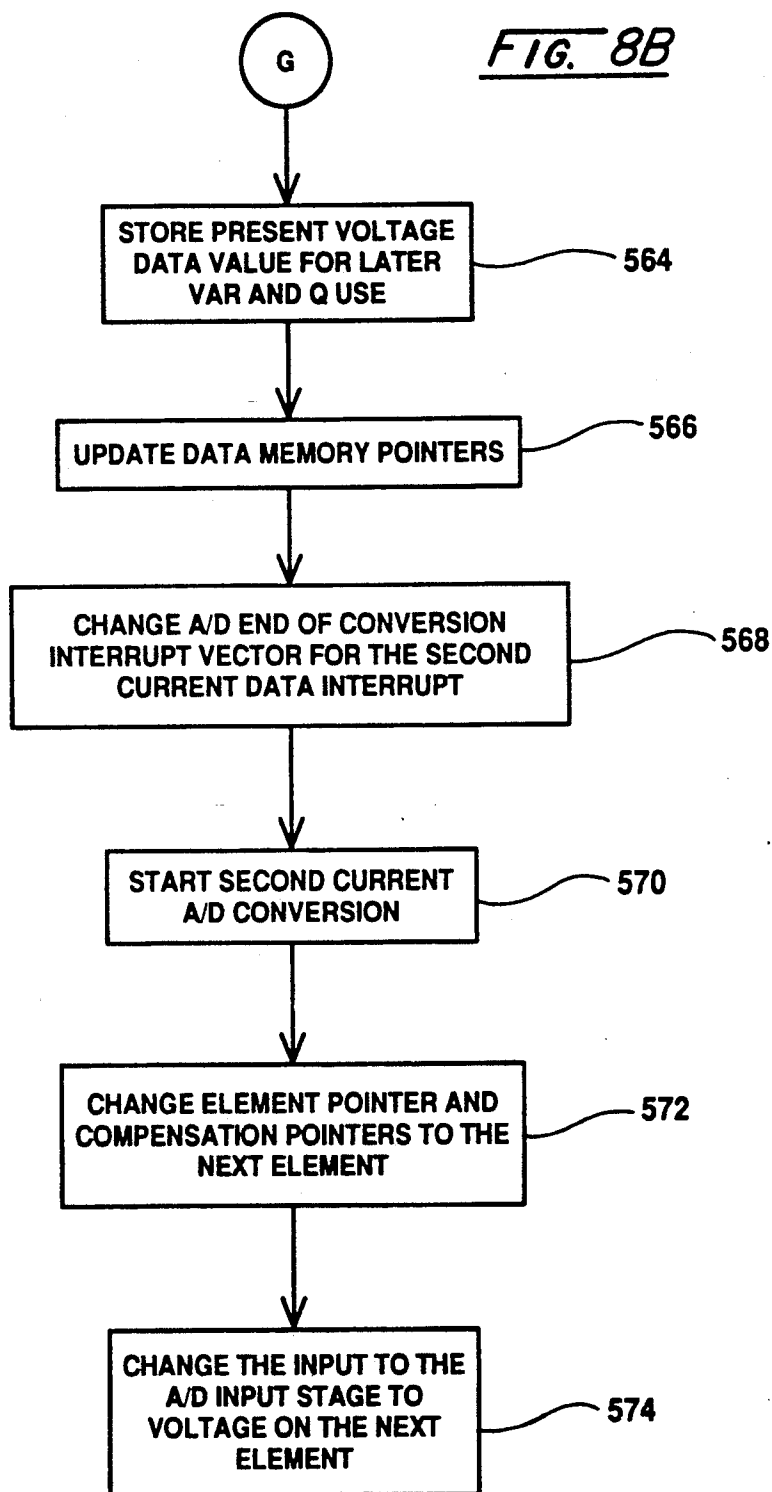 G
FIG. 8B
STORE PRESENT VOLTAGE
DATA VALUE FOR LATER
VAR AND Q USE
564
UPDATE DATA MEMORY POINTERS
566
CHANGE A/D END OF CONVERSION
INTERRUPT VECTOR FOR THE SECOND
CURRENT DATA INTERRUPT
568
START SECOND CURRENT
A/D CONVERSION
570
CHANGE ELEMENT POINTER AND
COMPENSATION POINTERS TO THE
NEXT ELEMENT
572
CHANGE THE INPUT TO THE
A/D INPUT STAGE TO
VOLTAGE ON THE NEXT
ELEMENT
574